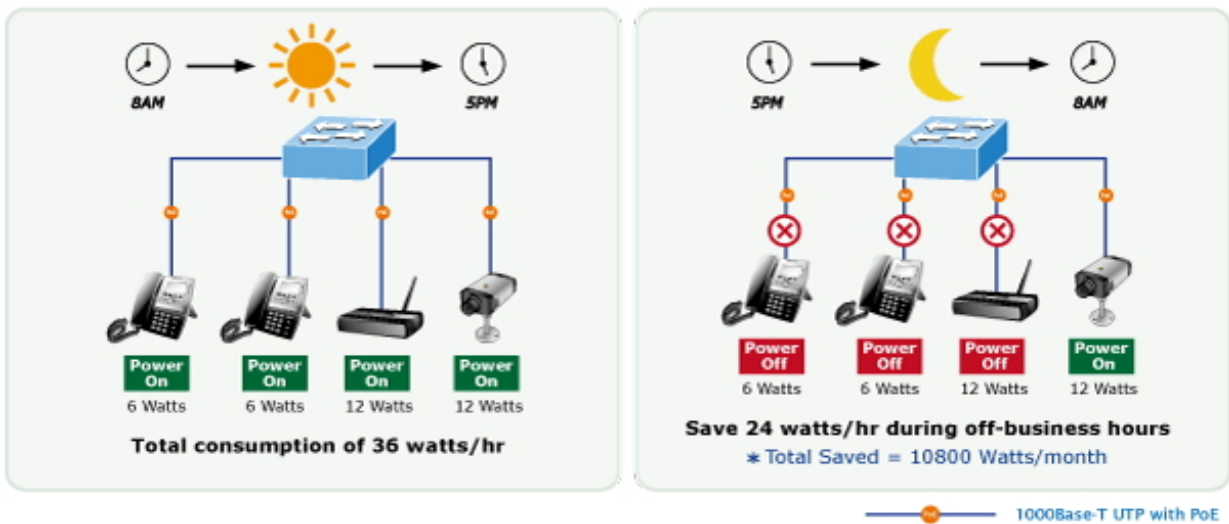 8AM
5PM
Power
On
6 Watts
Power
On
6 Watts
Power
On
12 Watts
Power
On
12 Watts
Total consumption of 36 watts/hr
5PM
8AM
Power
Off
6 Watts
Power
Off
6 Watts
Power
Off
12 Watts
Power
On
12 Watts
Save 24 watts/hr during off-business hours
* Total Saved = 10800 Watts/month
PoE
1000Base-T UTP with PoE